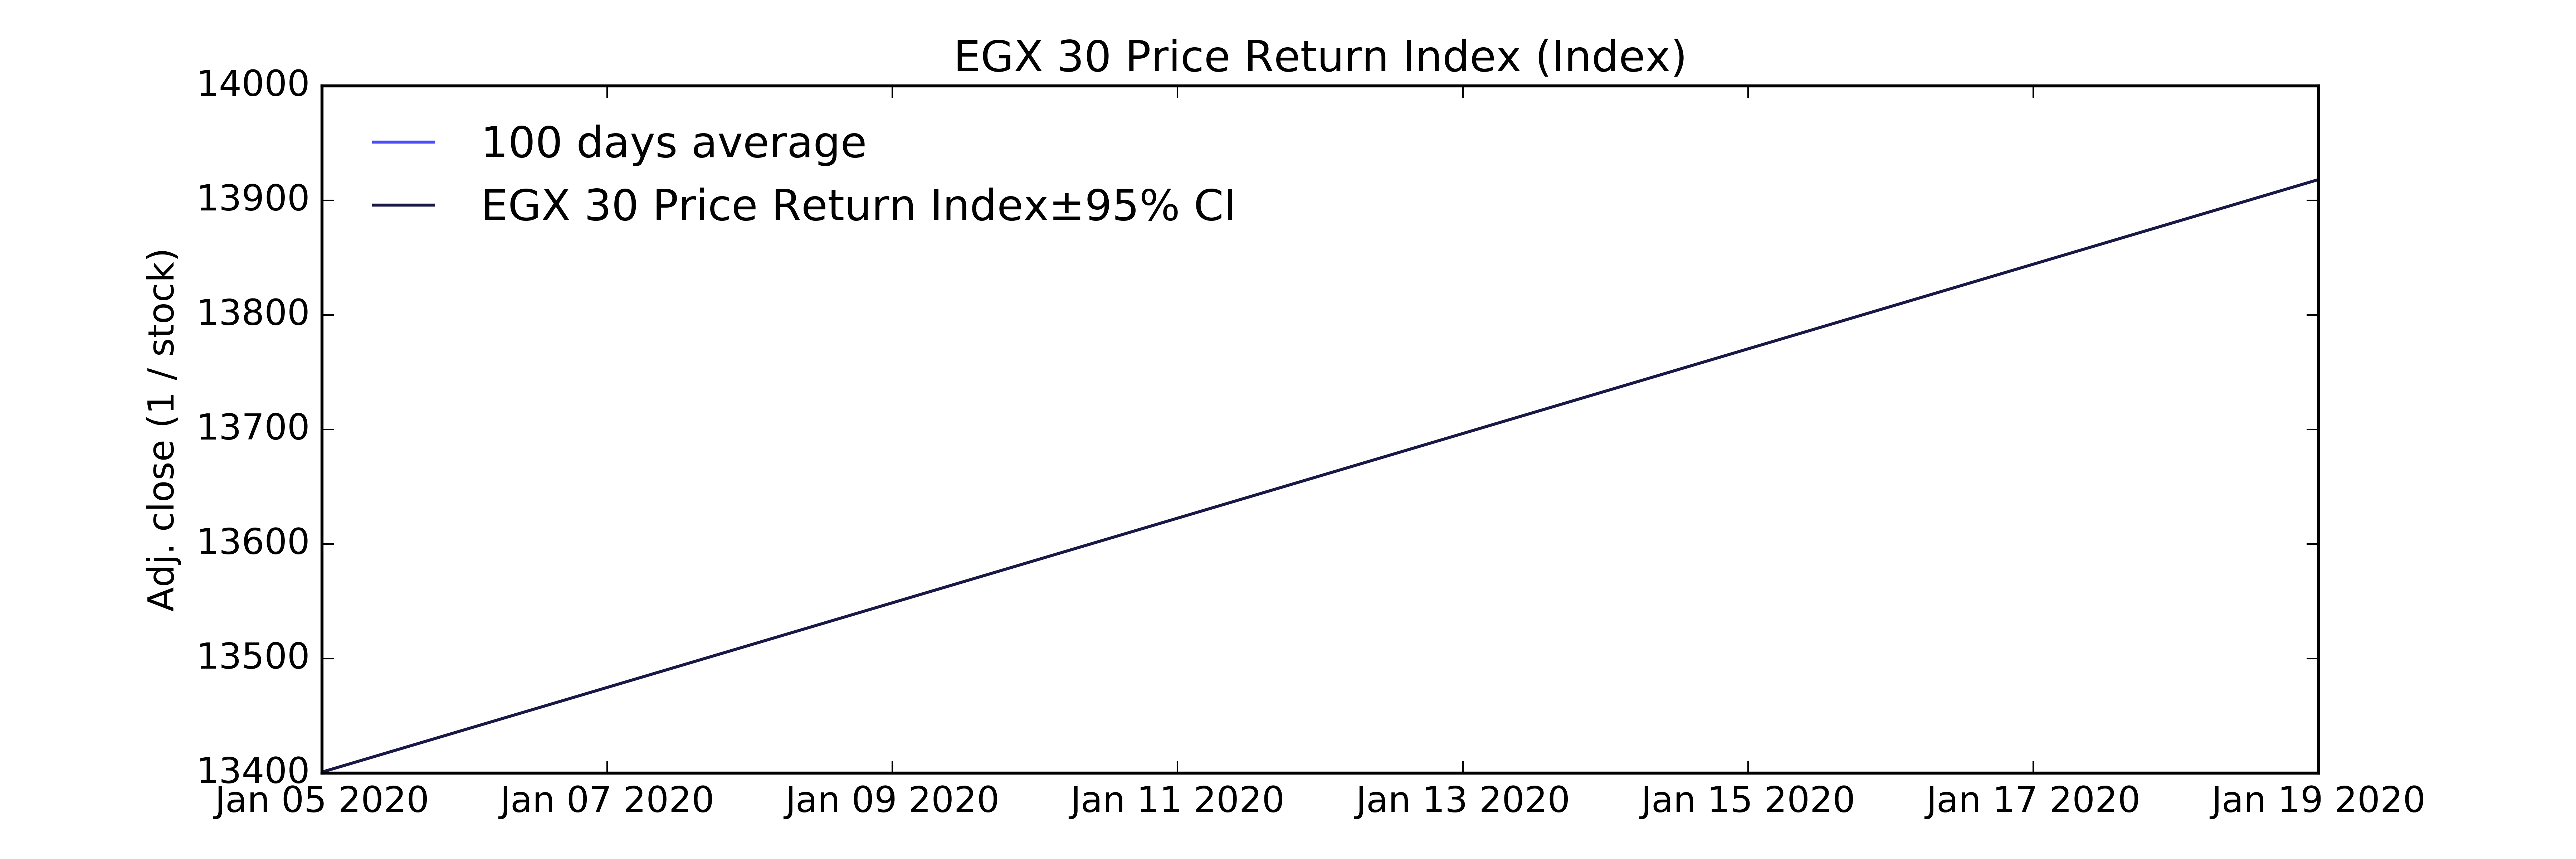 EGX 30 Price Return Index (Index)
14000
13900
13800
13700
13600
13500
13400
Adj. close (1 / stock)
100 days average
EGX 30 Price Return Index±95% CI
Jan 05 2020
Jan 07 2020
Jan 09 2020
Jan 11 2020
Jan 13 2020
Jan 15 2020
Jan 17 2020
Jan 19 2020